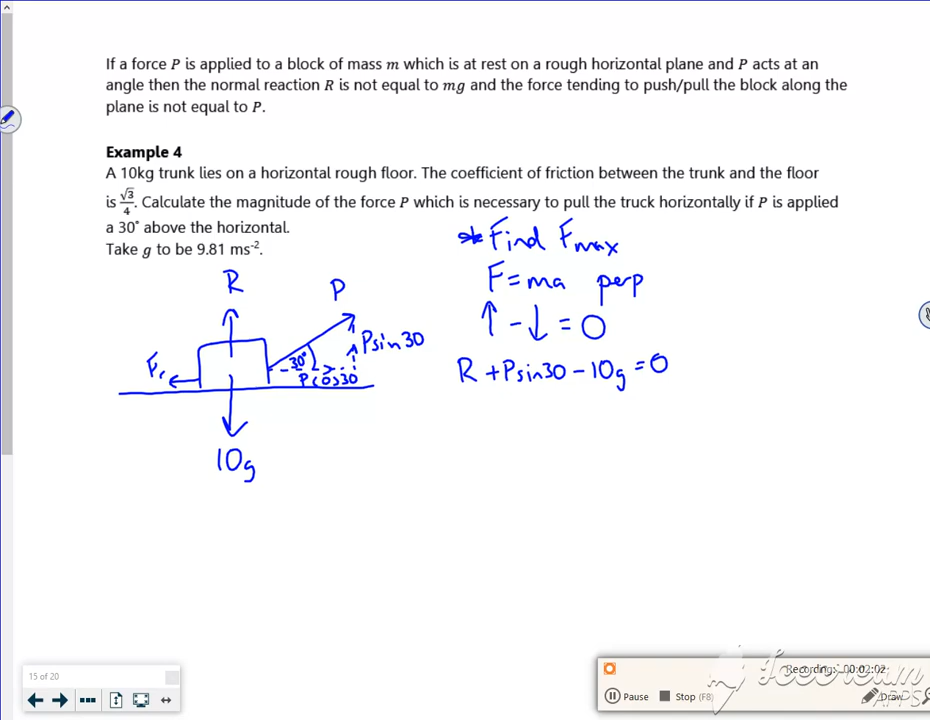 If a force P is applied to a block of mass m which is at rest on a rough horizontal plane and P acts at an
angle then the normal reaction R is not equal to mg and the force tending to push/pull the block along the
plane is not equal to P.
Example 4
A 10kg trunk lies on a horizontal rough floor. The coefficient of friction between the trunk and the floor
is √3/4. Calculate the magnitude of the force P which is necessary to pull the truck horizontally if P is applied
a 30° above the horizontal.
Take g to be 9.81 ms⁻².
* Find Fmax
F = ma perp
↑ - ↓ = 0
R + Psin30 - 10g = 0
R
P
Psin30
30°
Pcos30
Fr
10g
15 of 20
Recording: 00:02:02
Pause
Stop (F8)
Draw
Icecream
APPS